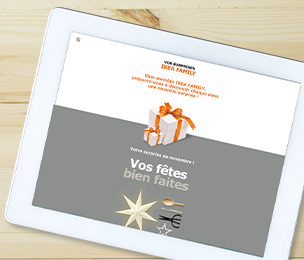 VOS SURPRISES
IKEA FAMILY
Cher membre IKEA FAMILY,
préparez-vous à découvrir chaque mois
une nouvelle surprise !
Votre surprise de novembre !
Vos fêtes
bien faites